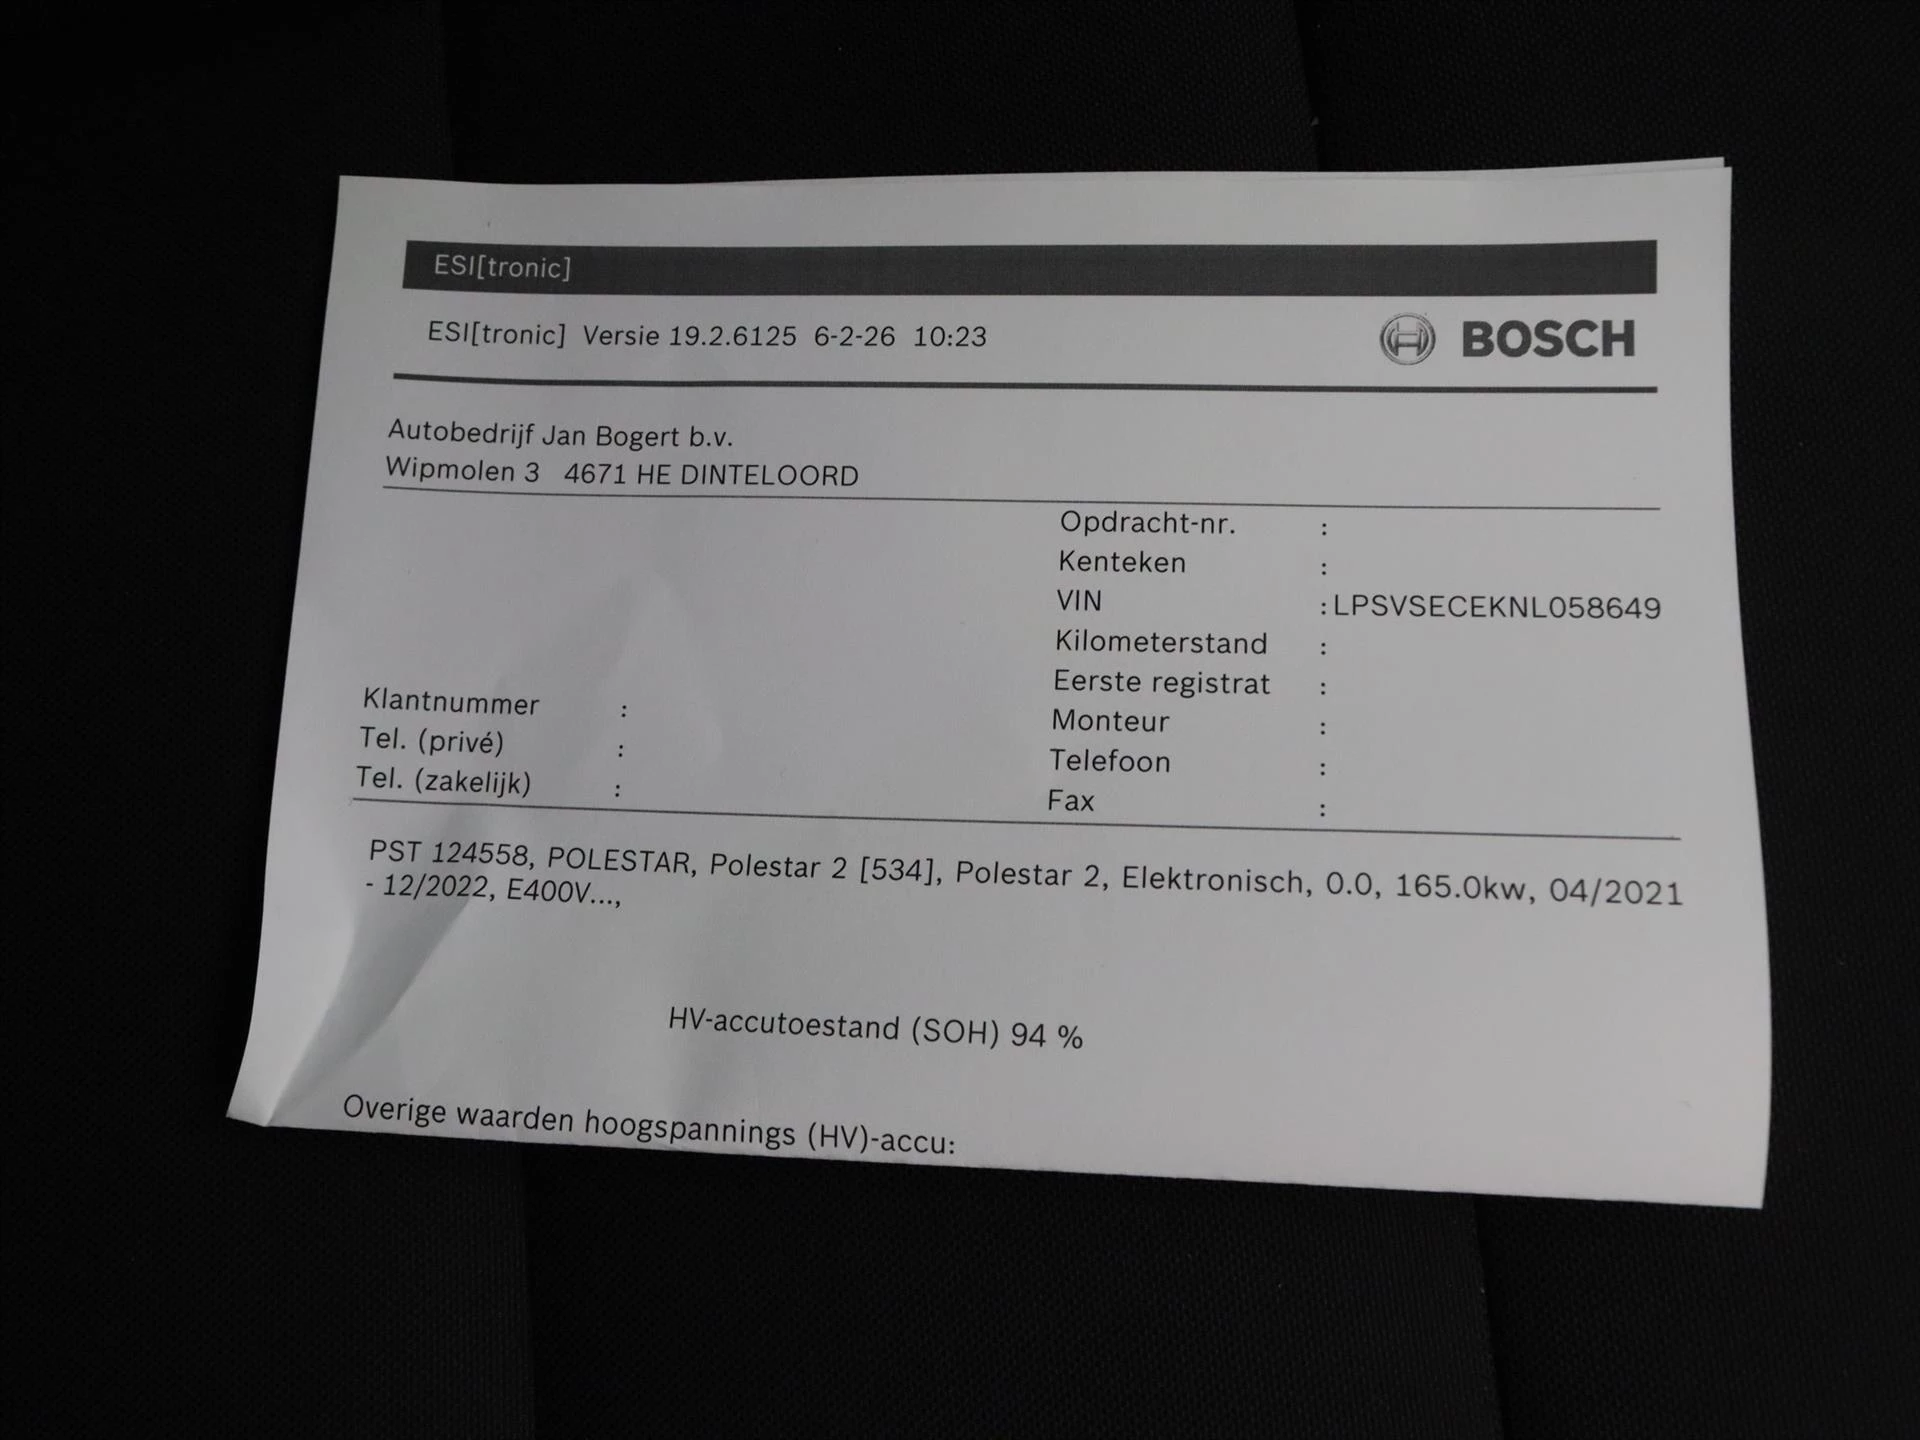 ESI[tronic]
ESI[tronic] Versie 19.2.6125 6-2-26 10:23
BOSCH
Autobedrijf Jan Bogert b.v.
Wipmolen 3 4671 HE DINTELOORD
Opdracht-nr. :
Kenteken :
VIN :LPSVSECEKNL058649
Kilometerstand :
Eerste registrat :
Monteur :
Telefoon :
Fax :
Klantnummer :
Tel. (privé) :
Tel. (zakelijk) :
PST 124558, POLESTAR, Polestar 2 [534], Polestar 2, Elektronisch, 0.0, 165.0kw, 04/2021
- 12/2022, E400V...,
HV-accutoestand (SOH) 94 %
Overige waarden hoogspannings (HV)-accu: